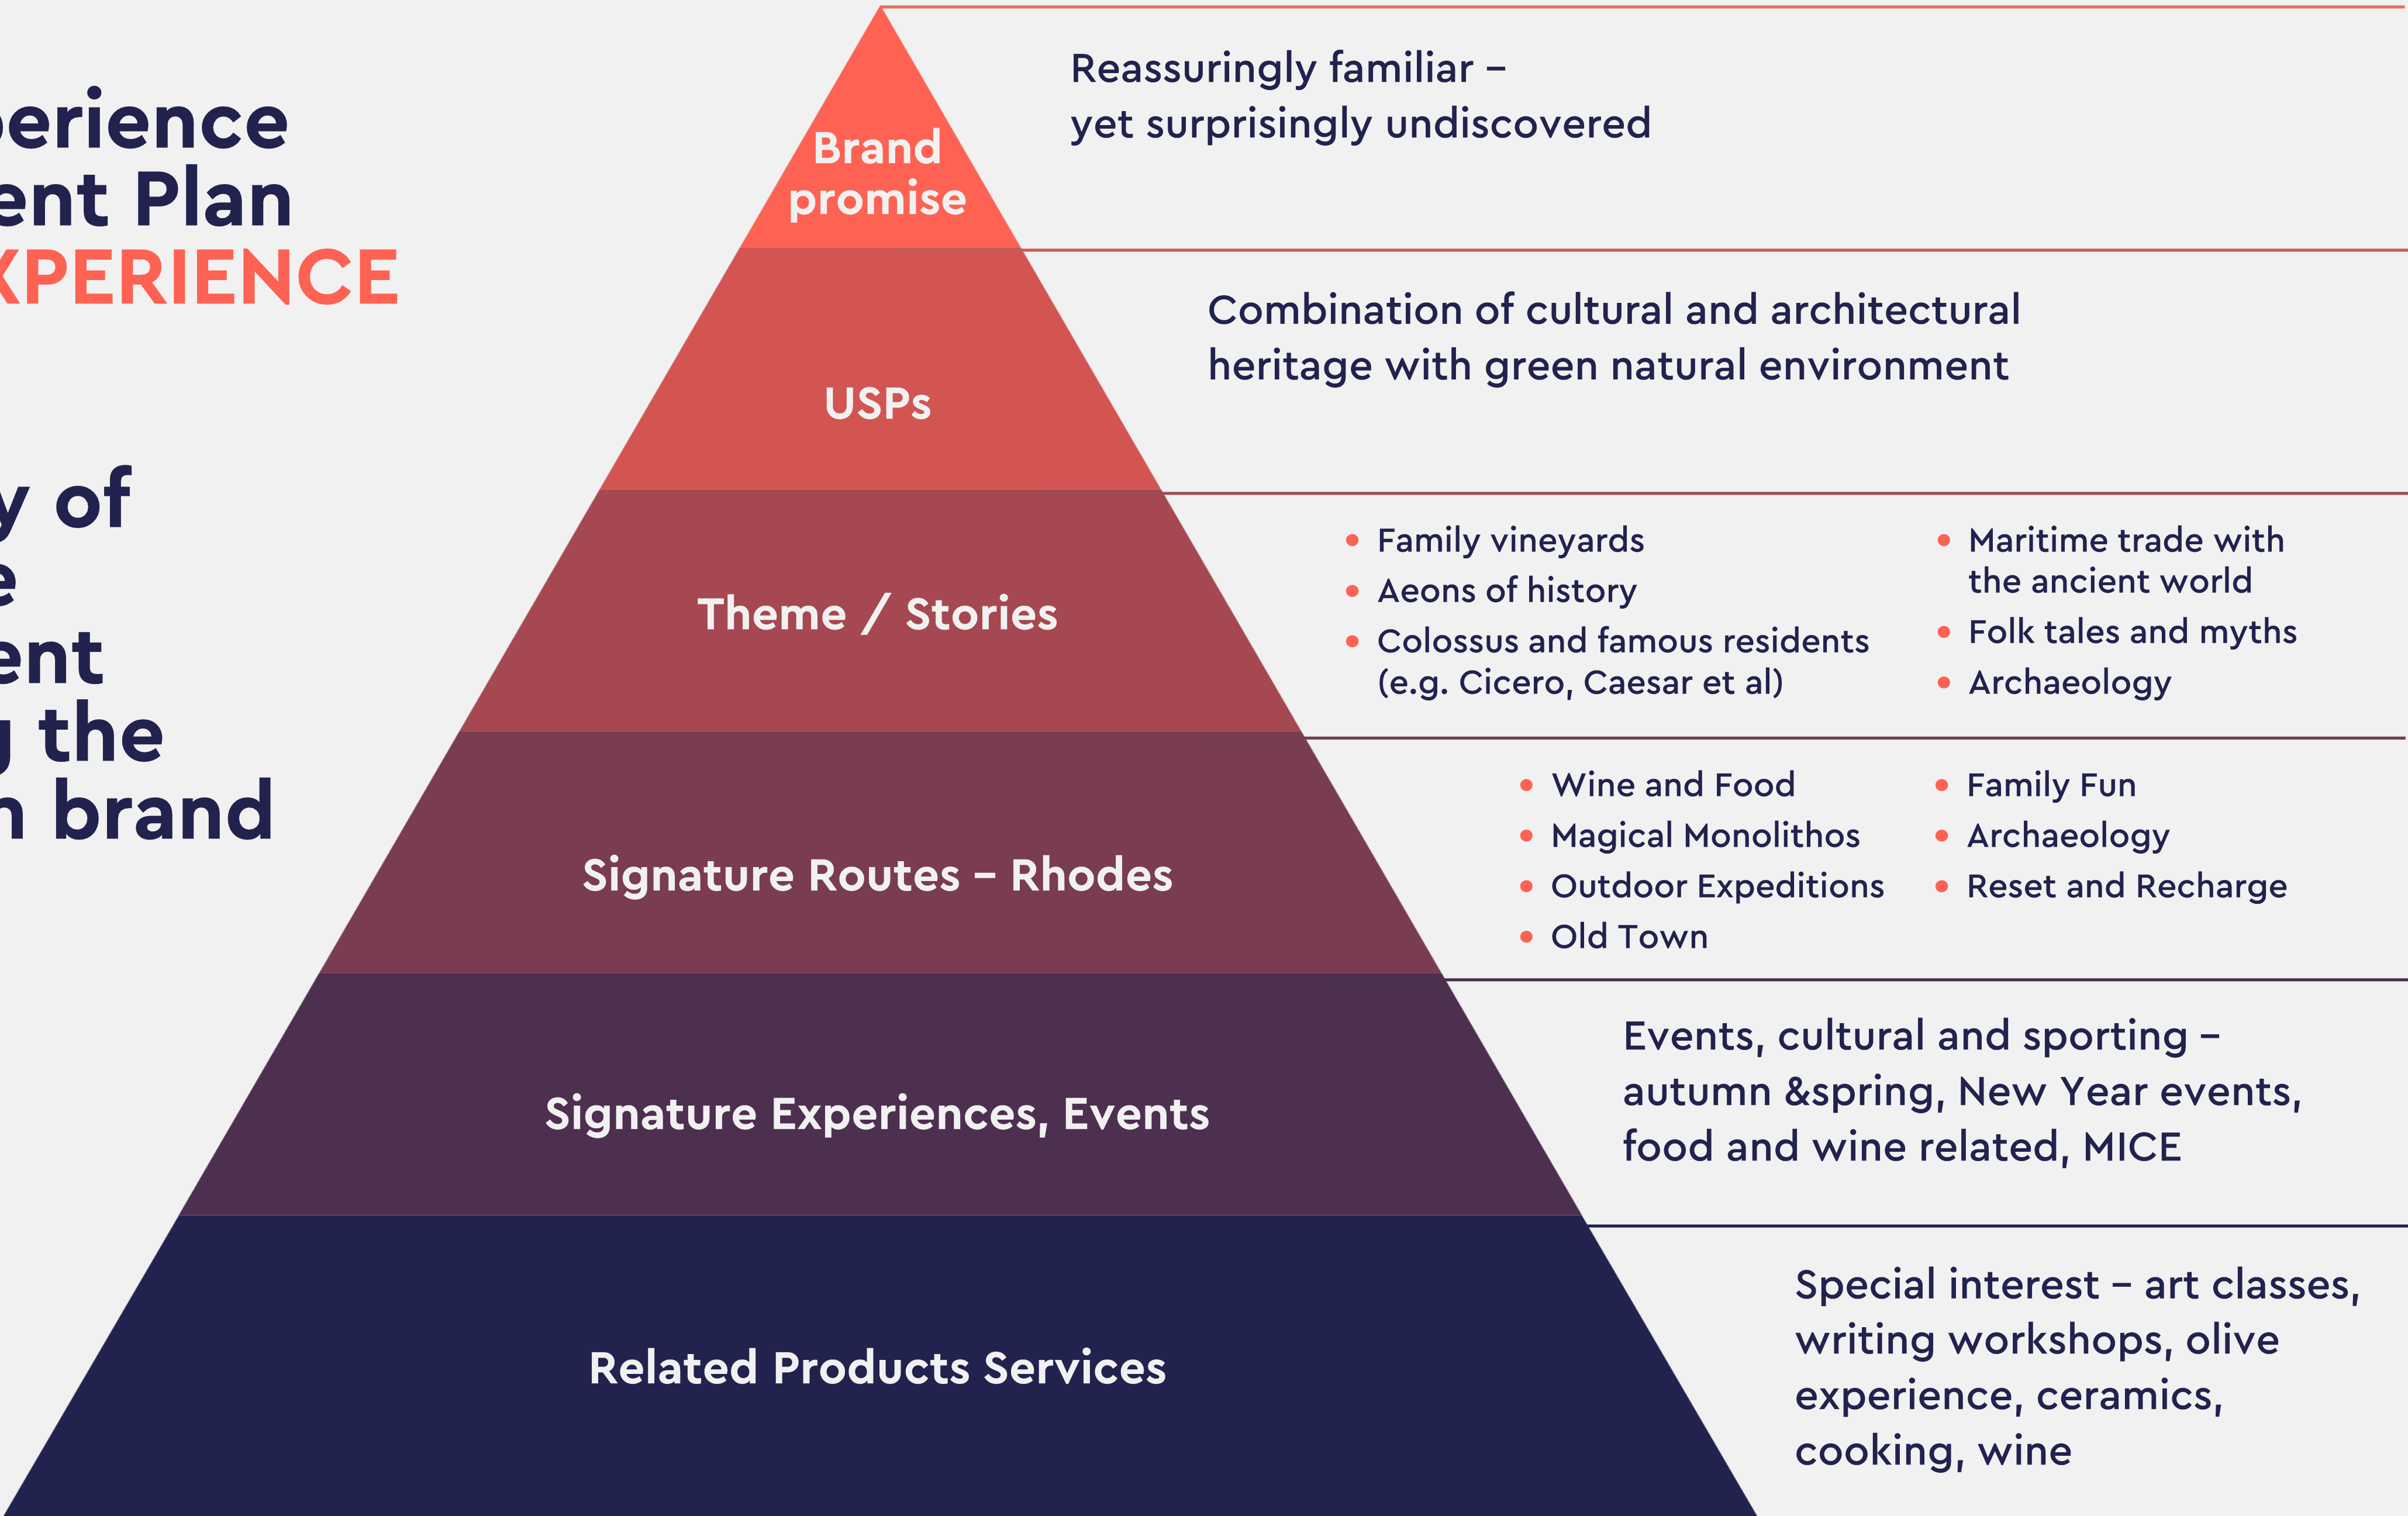 perience
ent Plan
XPERIENCE
y of
e
ent
g the
n brand
Brand
promise
Reassuringly familiar –
yet surprisingly undiscovered
USPs
Combination of cultural and architectural
heritage with green natural environment
Theme / Stories
• Family vineyards
• Aeons of history
• Colossus and famous residents
(e.g. Cicero, Caesar et al)
• Maritime trade with
the ancient world
• Folk tales and myths
• Archaeology
Signature Routes – Rhodes
• Wine and Food
• Magical Monolithos
• Outdoor Expeditions
• Old Town
• Family Fun
• Archaeology
• Reset and Recharge
Signature Experiences, Events
Events, cultural and sporting –
autumn &spring, New Year events,
food and wine related, MICE
Related Products Services
Special interest – art classes,
writing workshops, olive
experience, ceramics,
cooking, wine